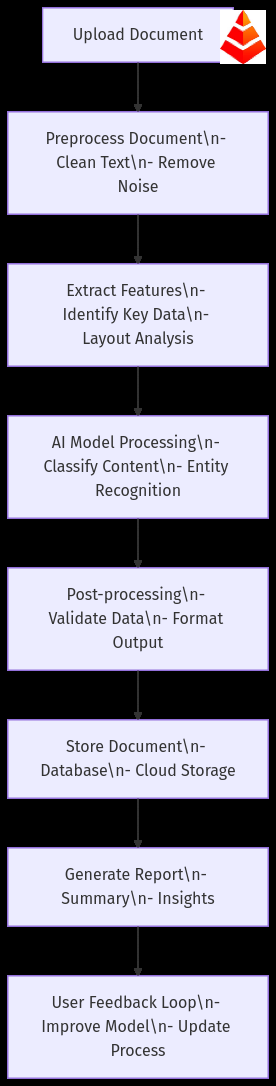 Upload Document
Preprocess Document\n-
Clean Text\n- Remove
Noise
Extract Features\n-
Identify Key Data\n-
Layout Analysis
AI Model Processing\n-
Classify Content\n- Entity
Recognition
Post-processing\n-
Validate Data\n- Format
Output
Store Document\n-
Database\n- Cloud Storage
Generate Report\n-
Summary\n- Insights
User Feedback Loop\n-
Improve Model\n- Update
Process